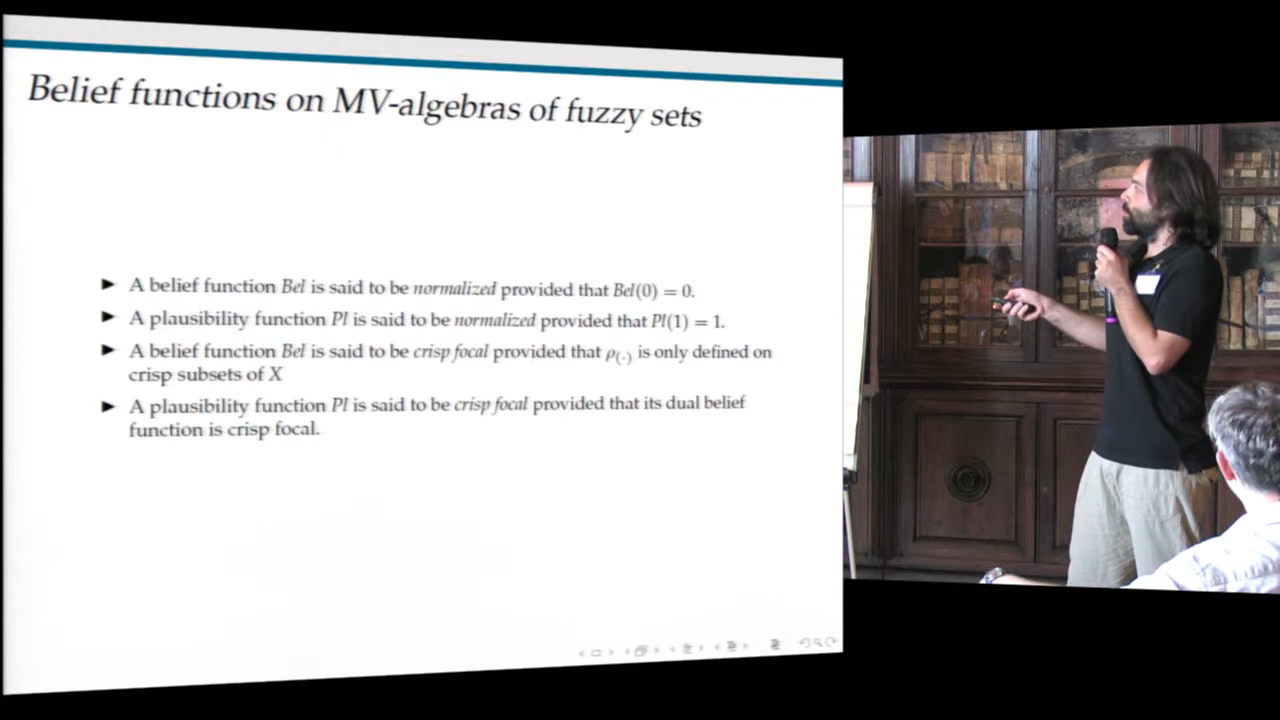 Belief functions on MV-algebras of fuzzy sets
► A belief function Bel is said to be normalized provided that Bel(0) = 0.
► A plausibility function Pl is said to be normalized provided that Pl(1) = 1.
► A belief function Bel is said to be crisp focal provided that ρ(·) is only defined on
crisp subsets of X
► A plausibility function Pl is said to be crisp focal provided that its dual belief
function is crisp focal.